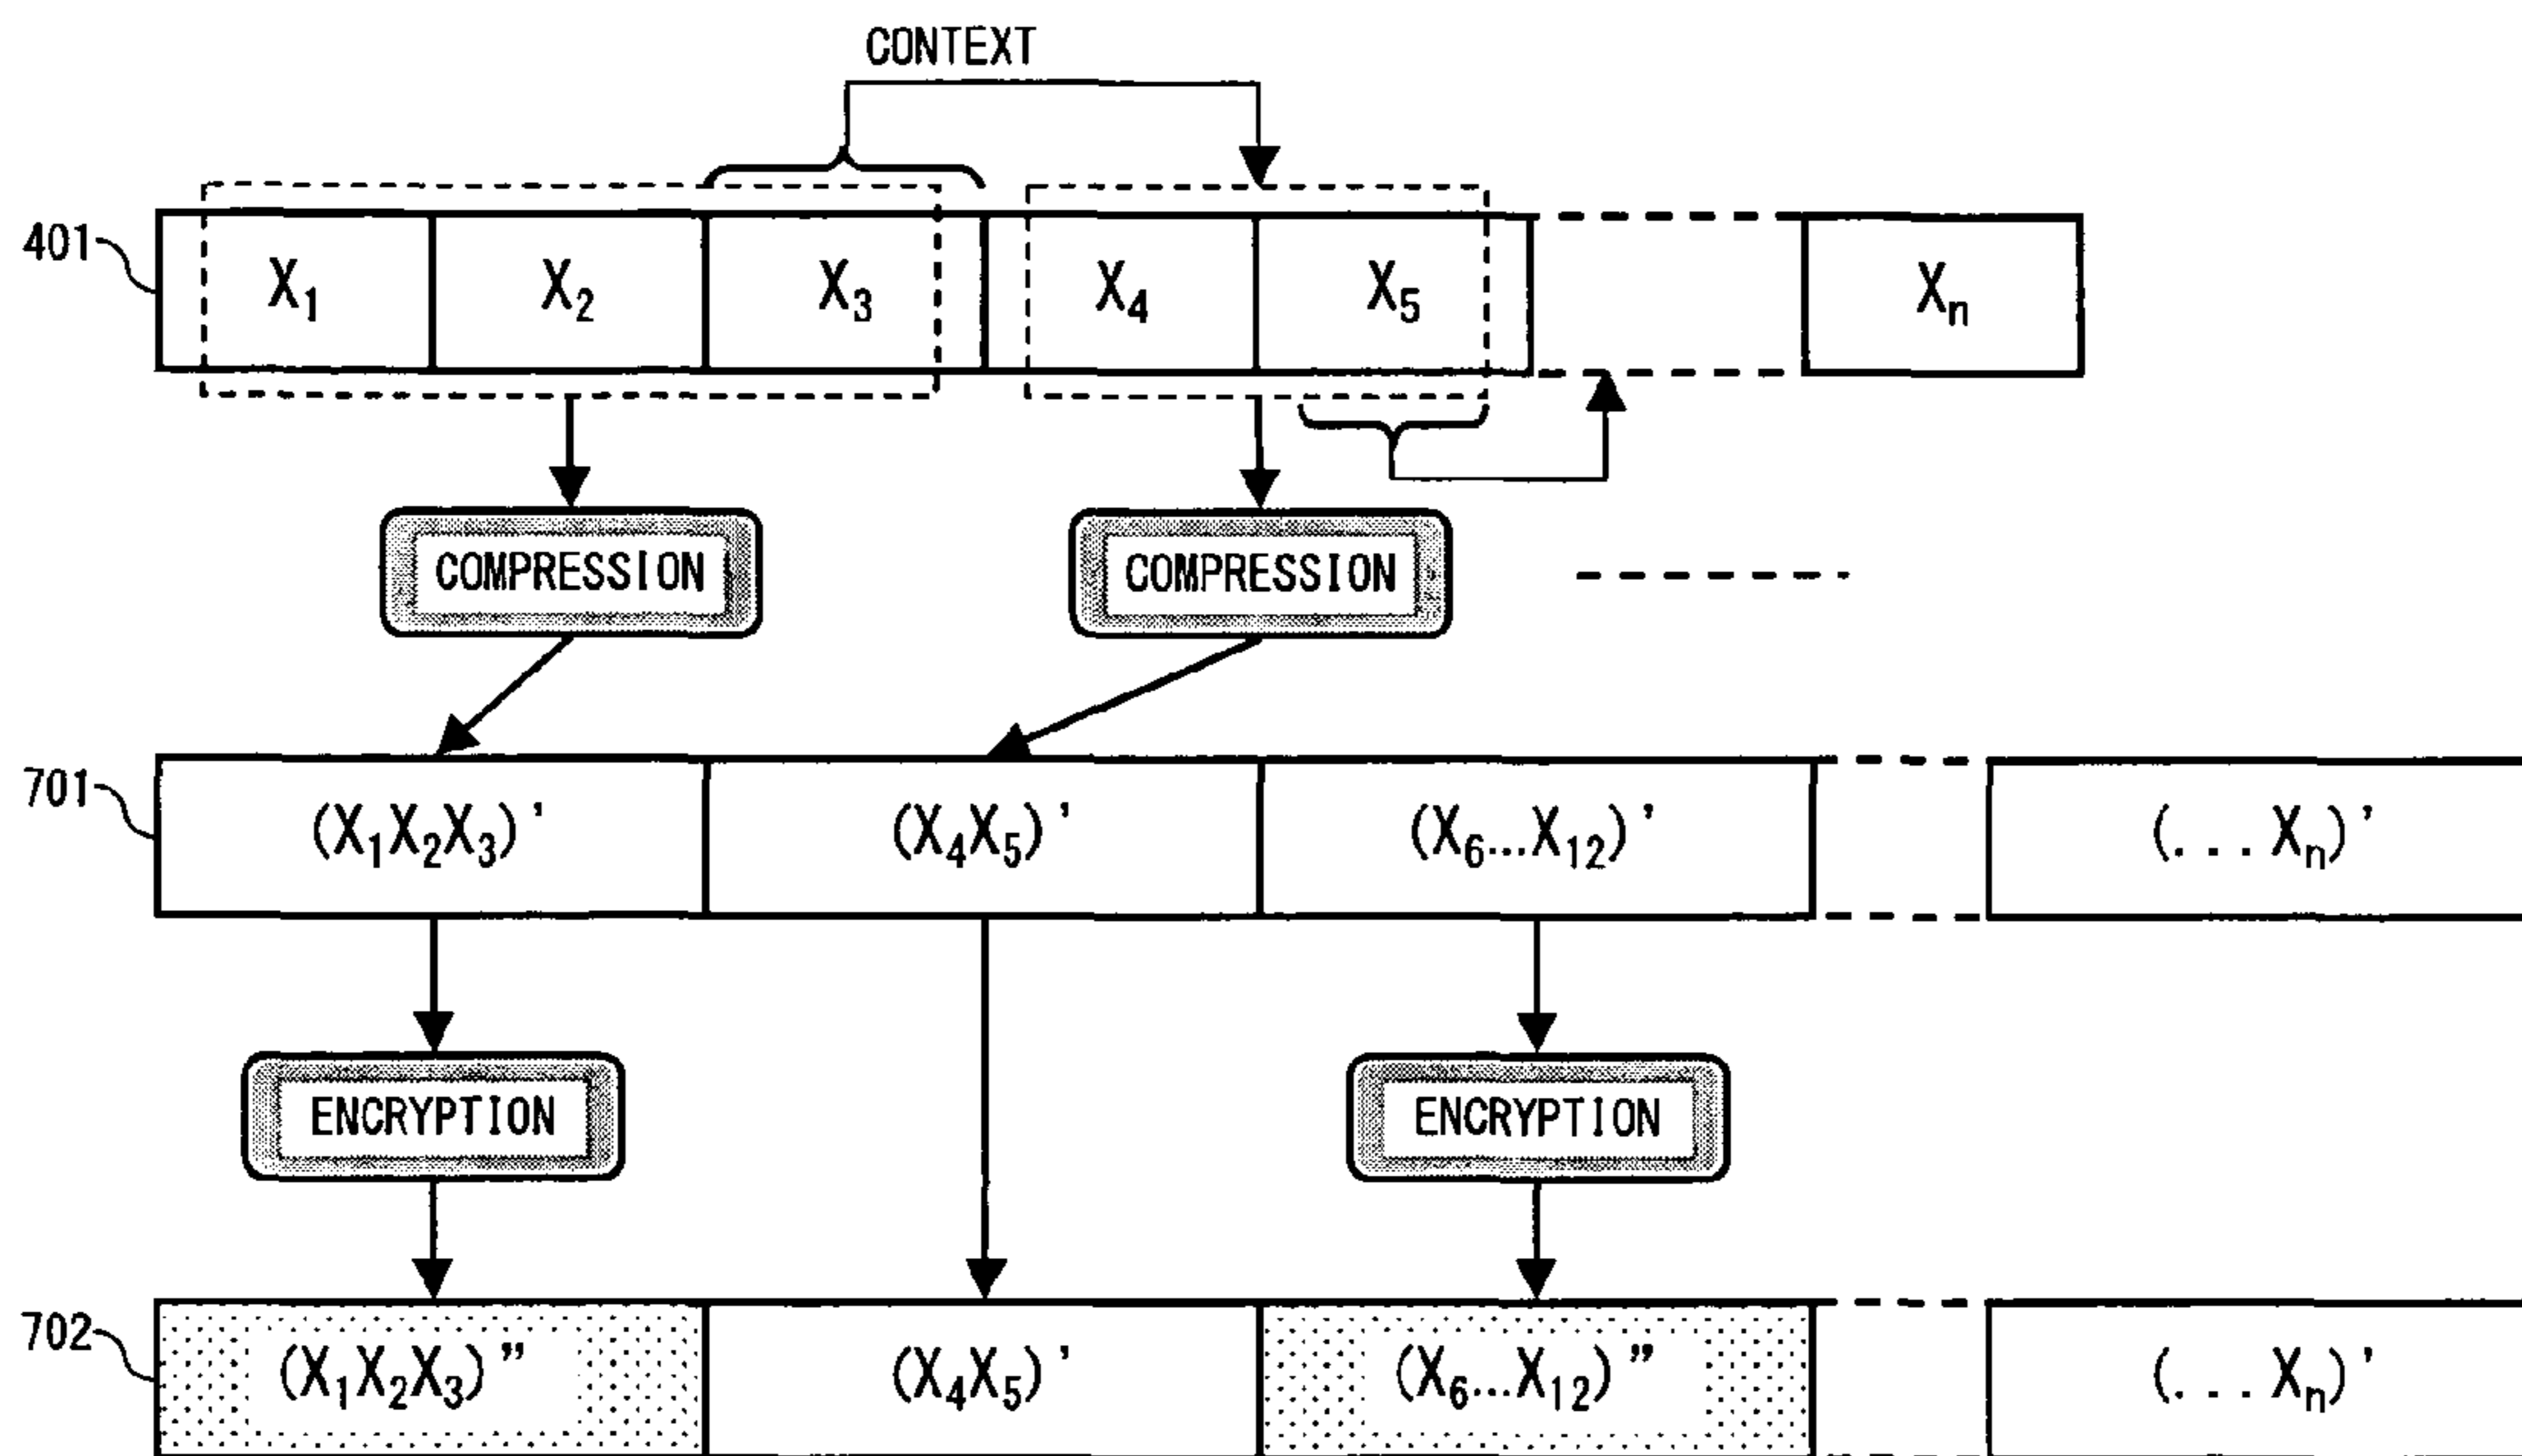 CONTEXT
401 X₁ X₂ X₃ X₄ X₅ Xₙ
COMPRESSION COMPRESSION
701 (X₁X₂X₃)' (X₄X₅)' (X₆...X₁₂)' (...Xₙ)'
ENCRYPTION ENCRYPTION
702 (X₁X₂X₃)" (X₄X₅)' (X₆...X₁₂)" (...Xₙ)'